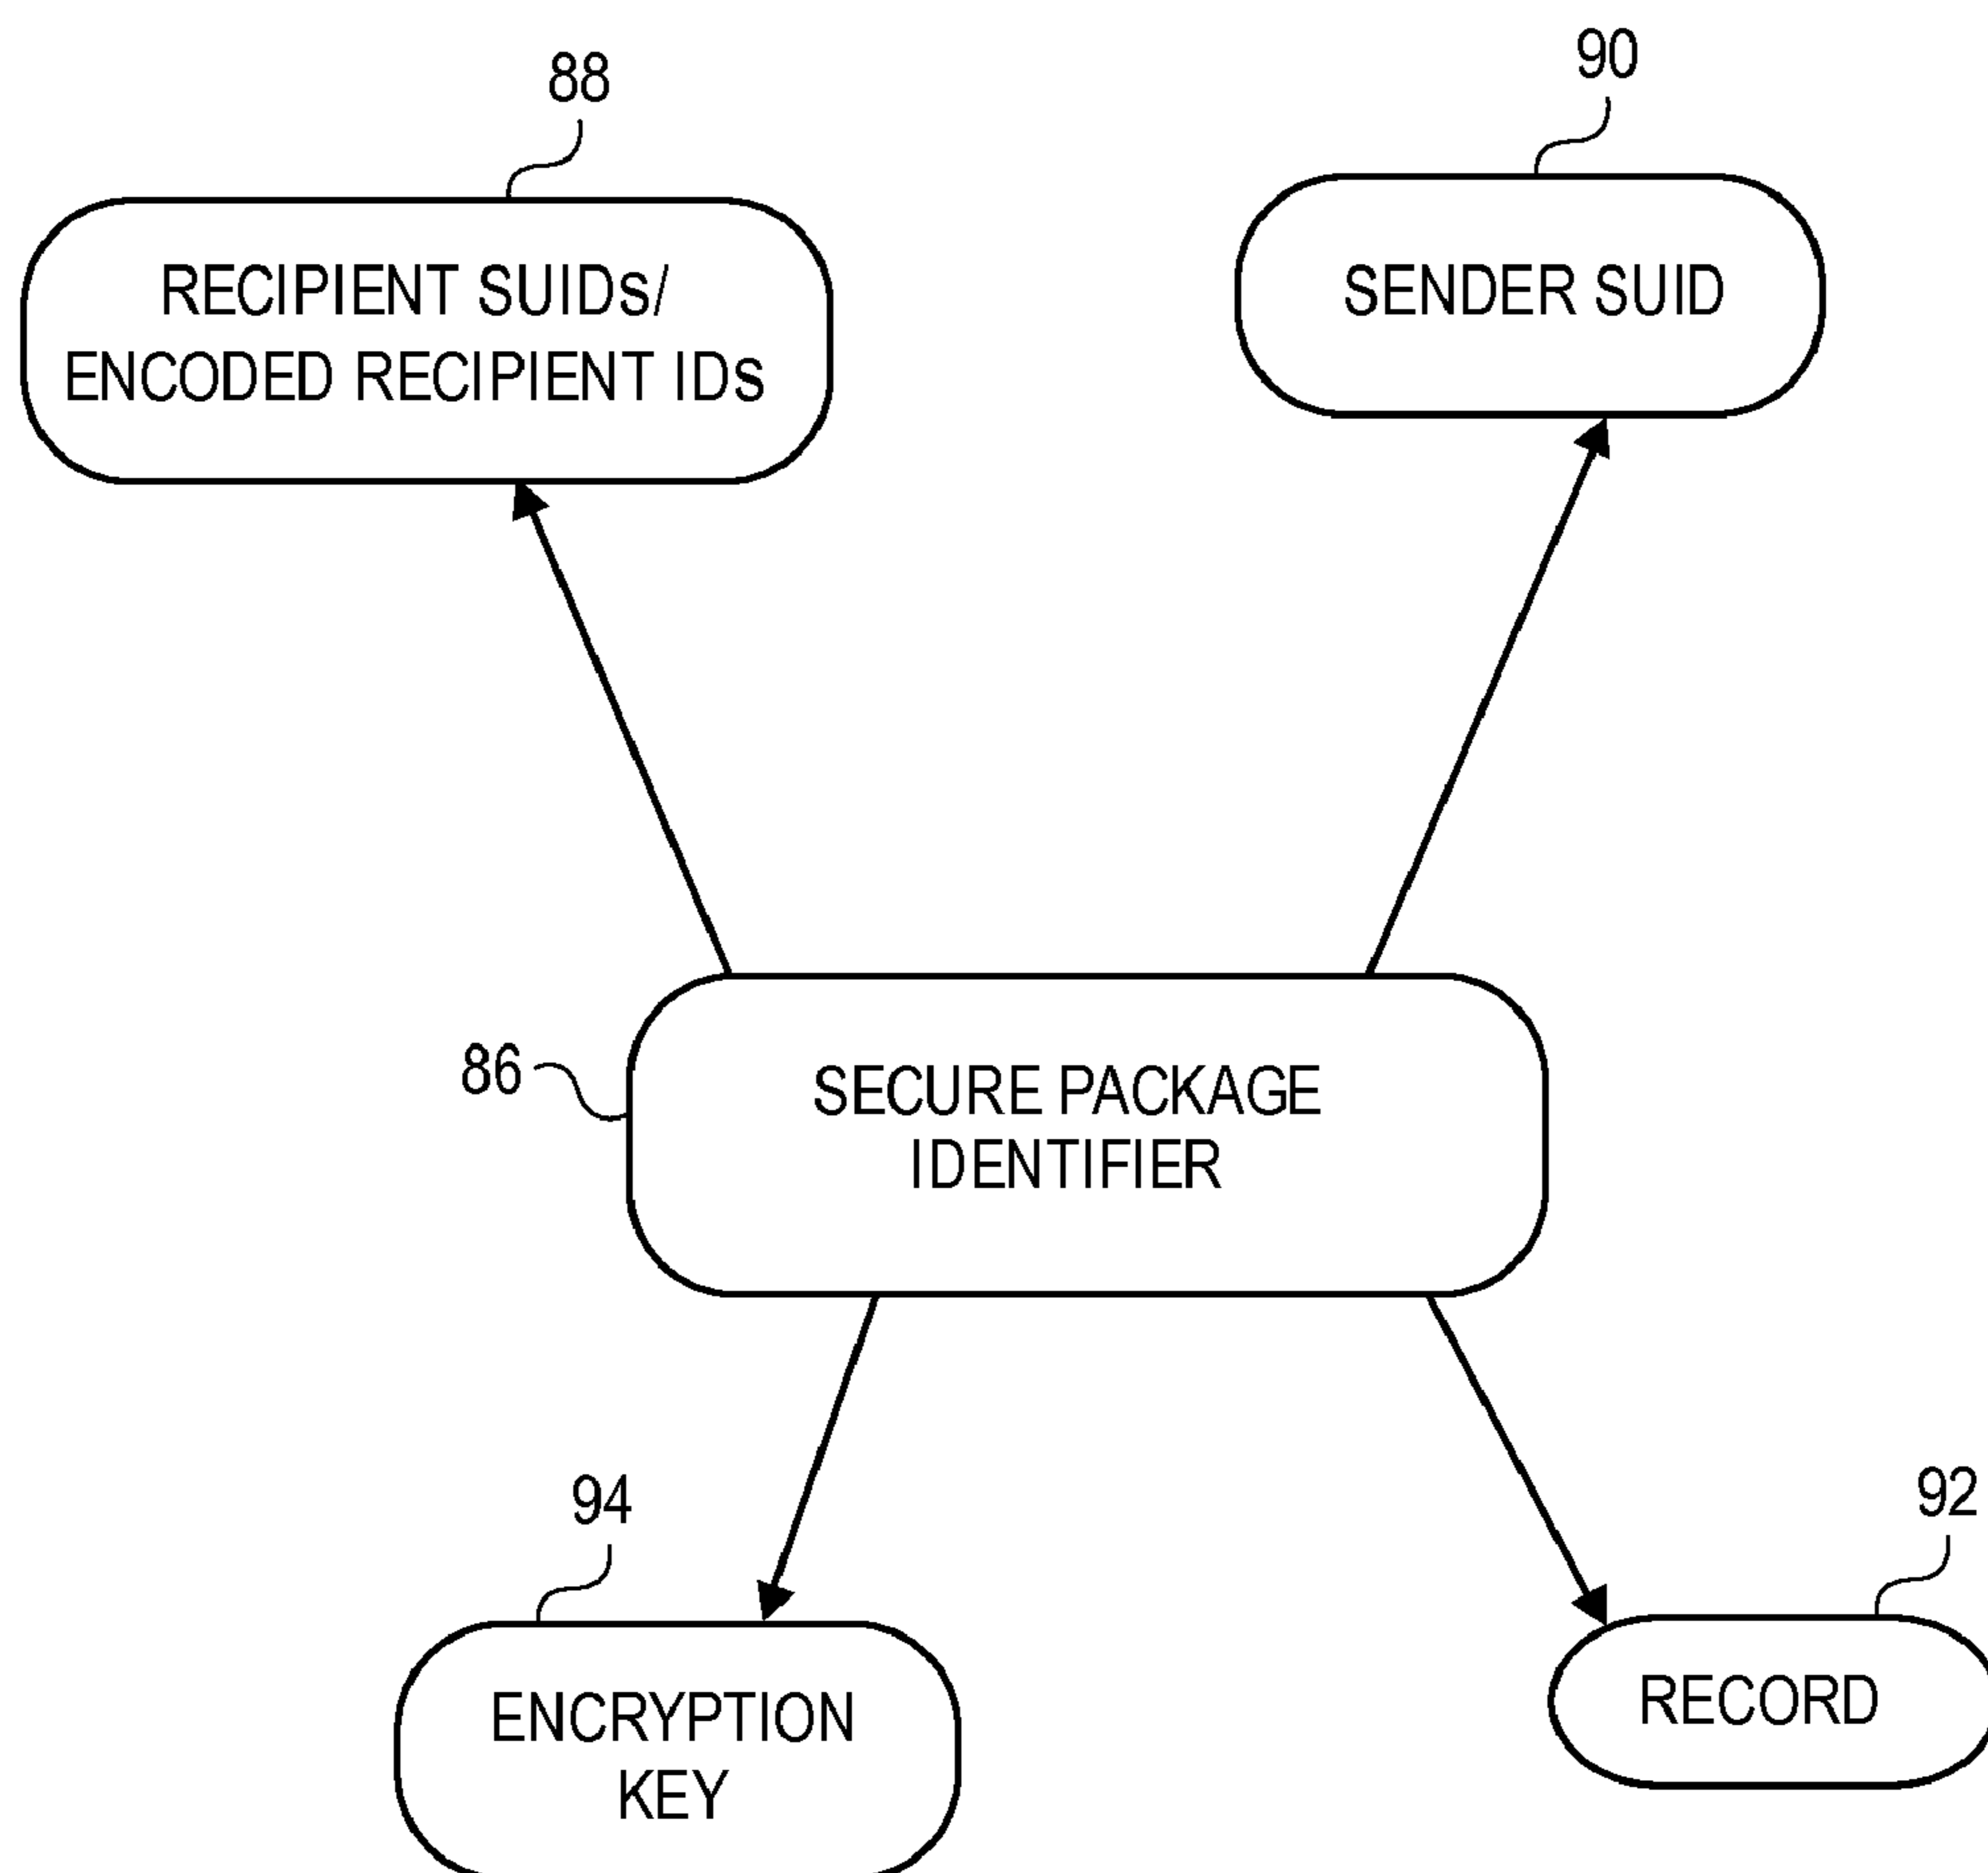 88
90
RECIPIENT SUIDs/
ENCODED RECIPIENT IDs
SENDER SUID
86
SECURE PACKAGE
IDENTIFIER
94
92
ENCRYPTION
KEY
RECORD